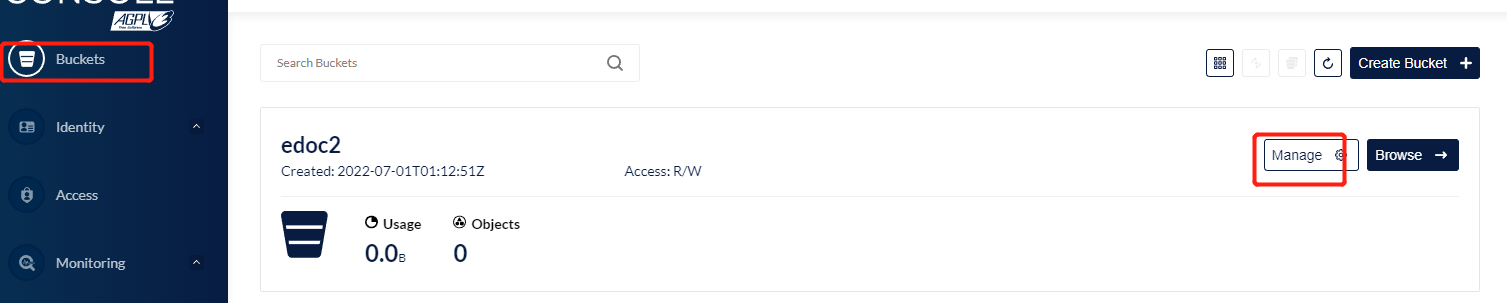 CONSOLE
AGPLv3
Buckets
Identity
Access
Monitoring
Search Buckets
Create Bucket +
edoc2
Created: 2022-07-01T01:12:51Z Access: R/W
Manage
Browse →
Usage Objects
0.0B 0